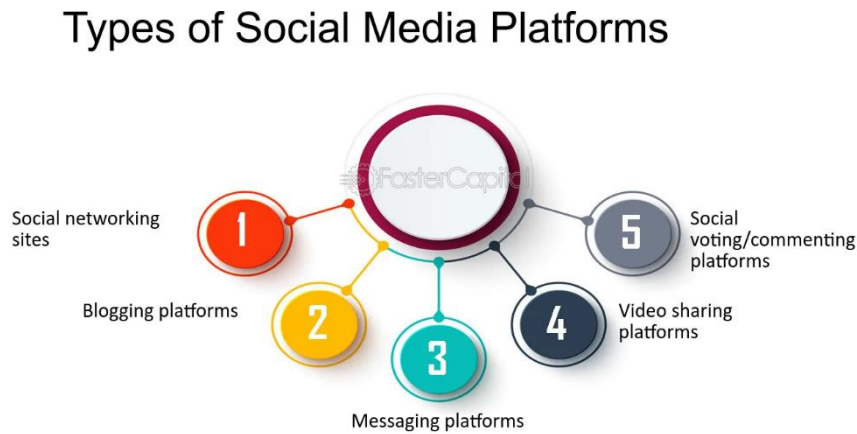 Types of Social Media Platforms
FasterCapital
1
Social networking
sites
2
Blogging platforms
3
Messaging platforms
4
Video sharing
platforms
5
Social
voting/commenting
platforms